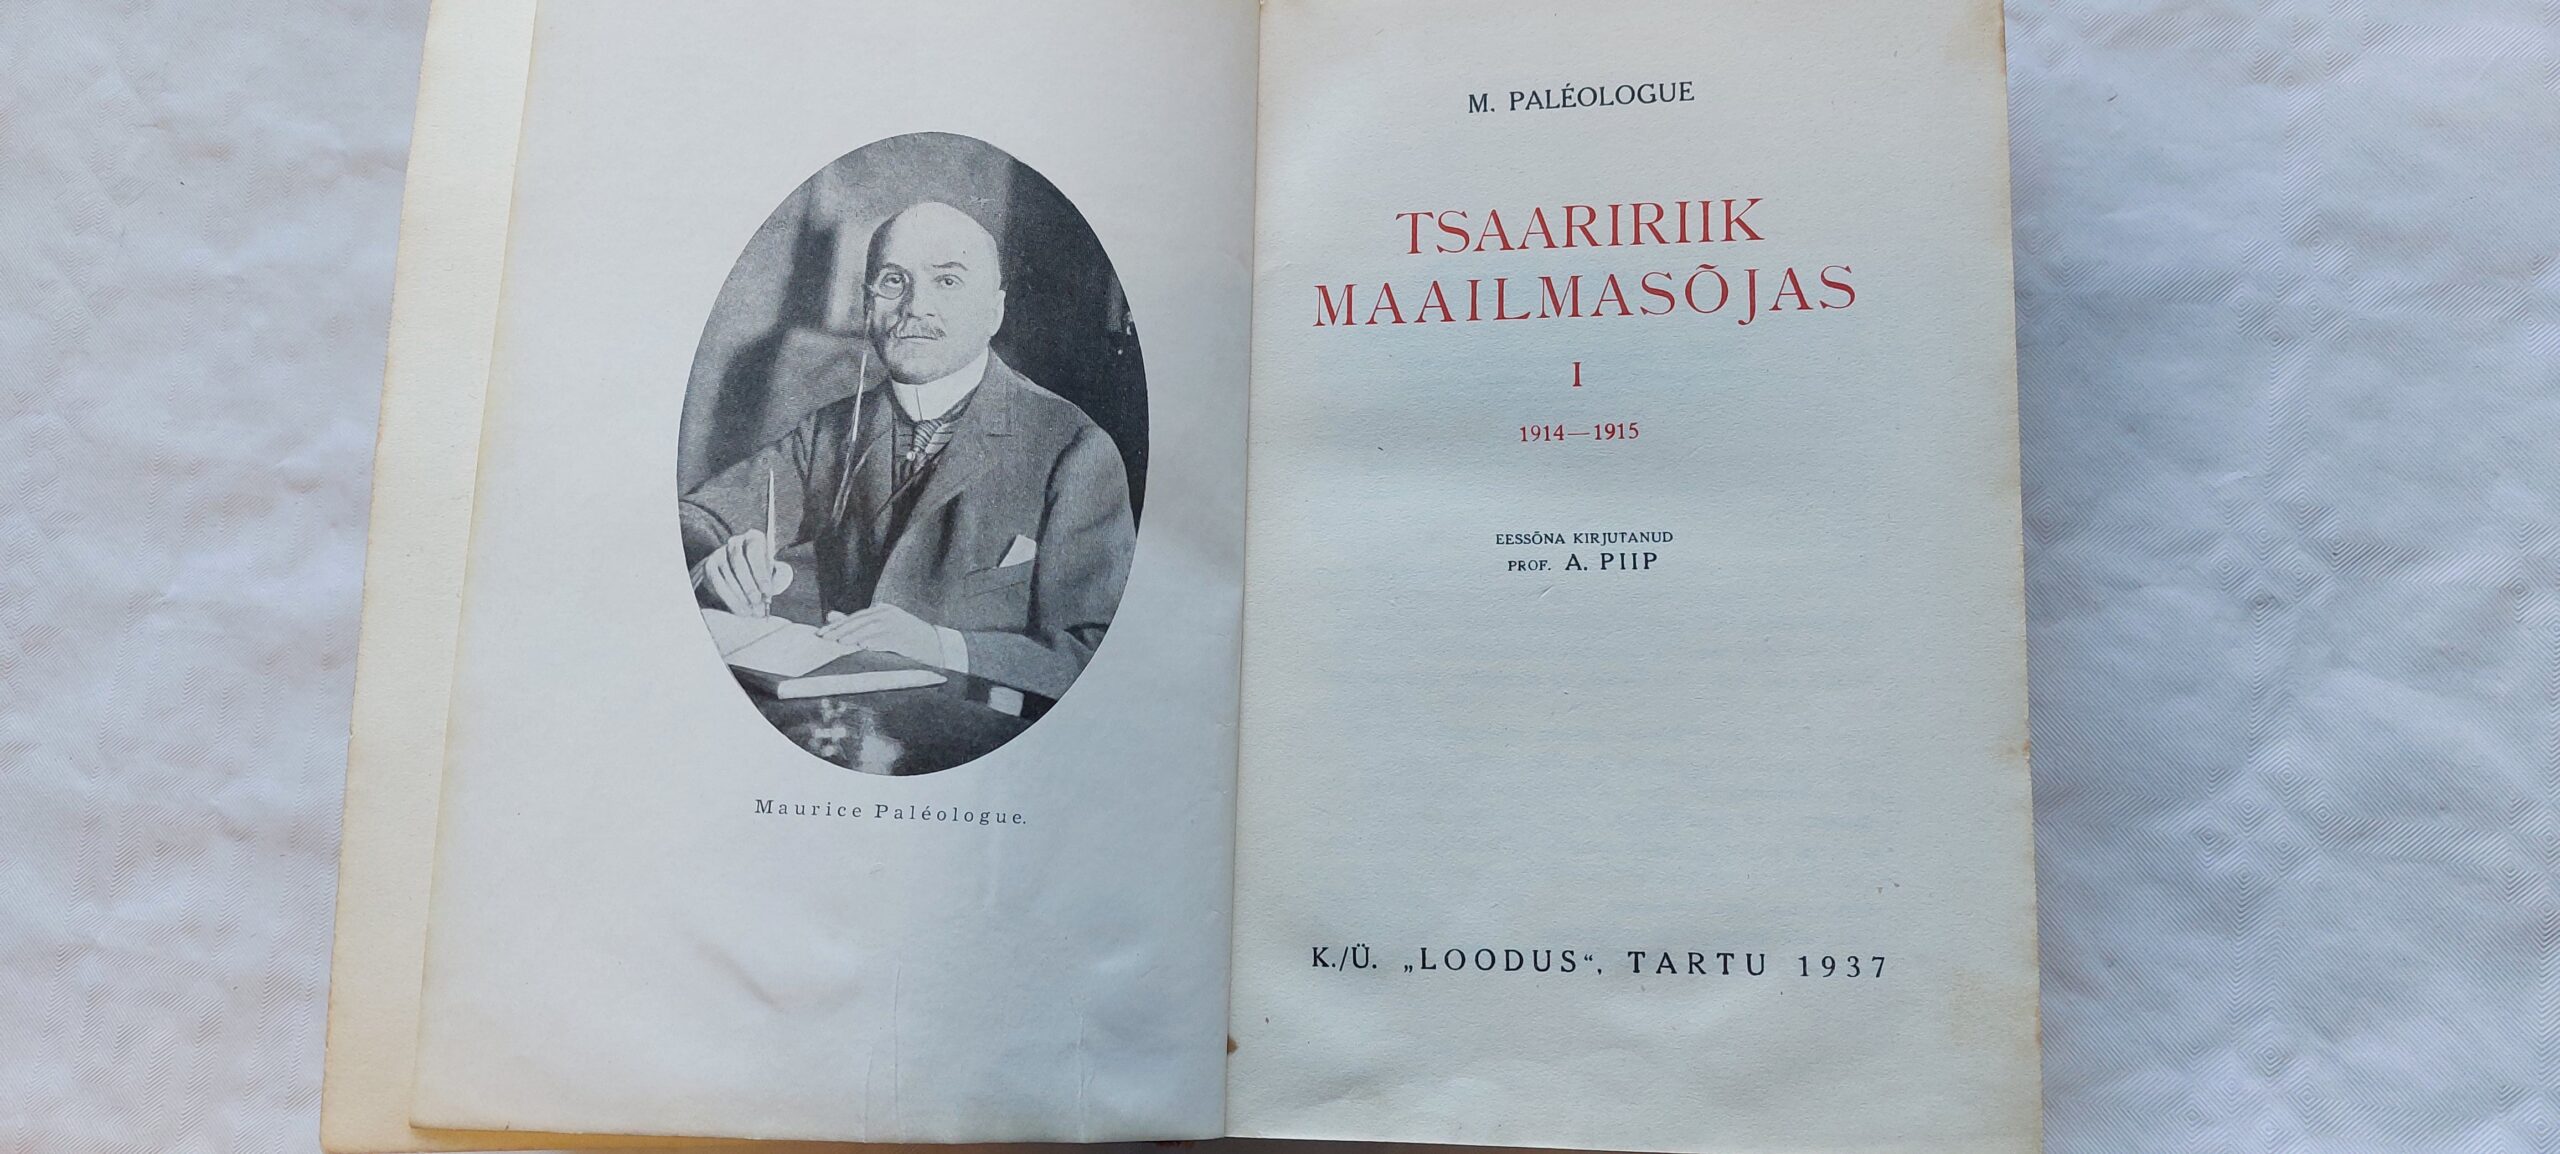 Maurice Paléologue.
M. PALÉOLOGUE
TSAARIRIIK
MAAILMASÕJAS
I
1914—1915
EESSÕNA KIRJUTANUD
PROF. A. PIIP
K./Ü. „LOODUS“, TARTU 1937